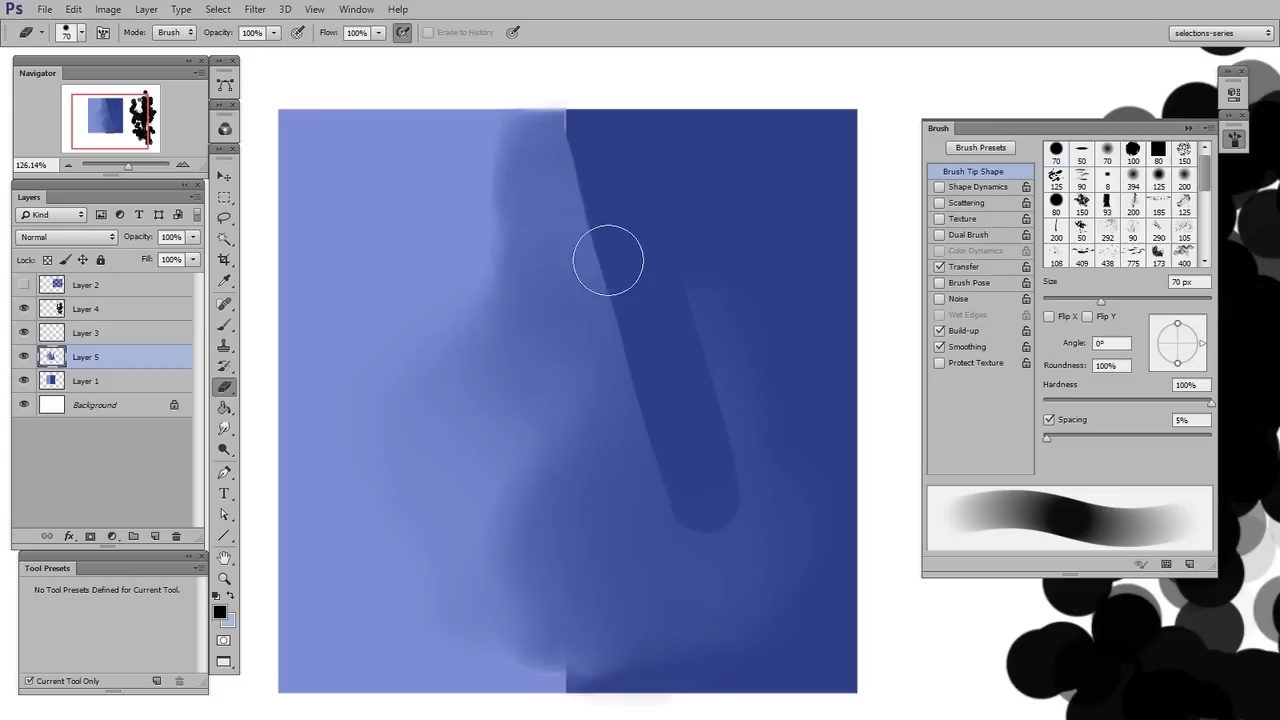 Ps File Edit Image Layer Type Select Filter 3D View Window Help
70 Mode: Brush Opacity: 100% Flow: 100% Erase to History selections-series
Navigator
126.14%
Layers
Kind
Normal Opacity: 100%
Lock: Fill: 100%
Layer 2
Layer 4
Layer 3
Layer 5
Layer 1
Background
Tool Presets
No Tool Presets Defined for Current Tool.
Current Tool Only
T
Brush
Brush Presets
Brush Tip Shape
Shape Dynamics
Scattering
Texture
Dual Brush
Color Dynamics
Transfer
Brush Pose
Noise
Wet Edges
Build-up
Smoothing
Protect Texture
70 50 70 100 80 150
125 90 8 394 125 200
80 150 93 200 185 125
200 50 292 90 290 105
108 409 438 775 173 400
Size 70 px
Flip X Flip Y
Angle: 0°
Roundness: 100%
Hardness 100%
Spacing 5%